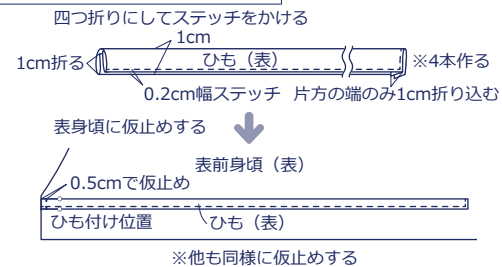 四つ折りにしてステッチをかける
1cm
1cm折る
ひも（表）
※4本作る
0.2cm幅ステッチ
片方の端のみ1cm折り込む
表身頃に仮止めする
表前身頃（表）
0.5cmで仮止め
ひも付け位置
ひも（表）
※他も同様に仮止めする